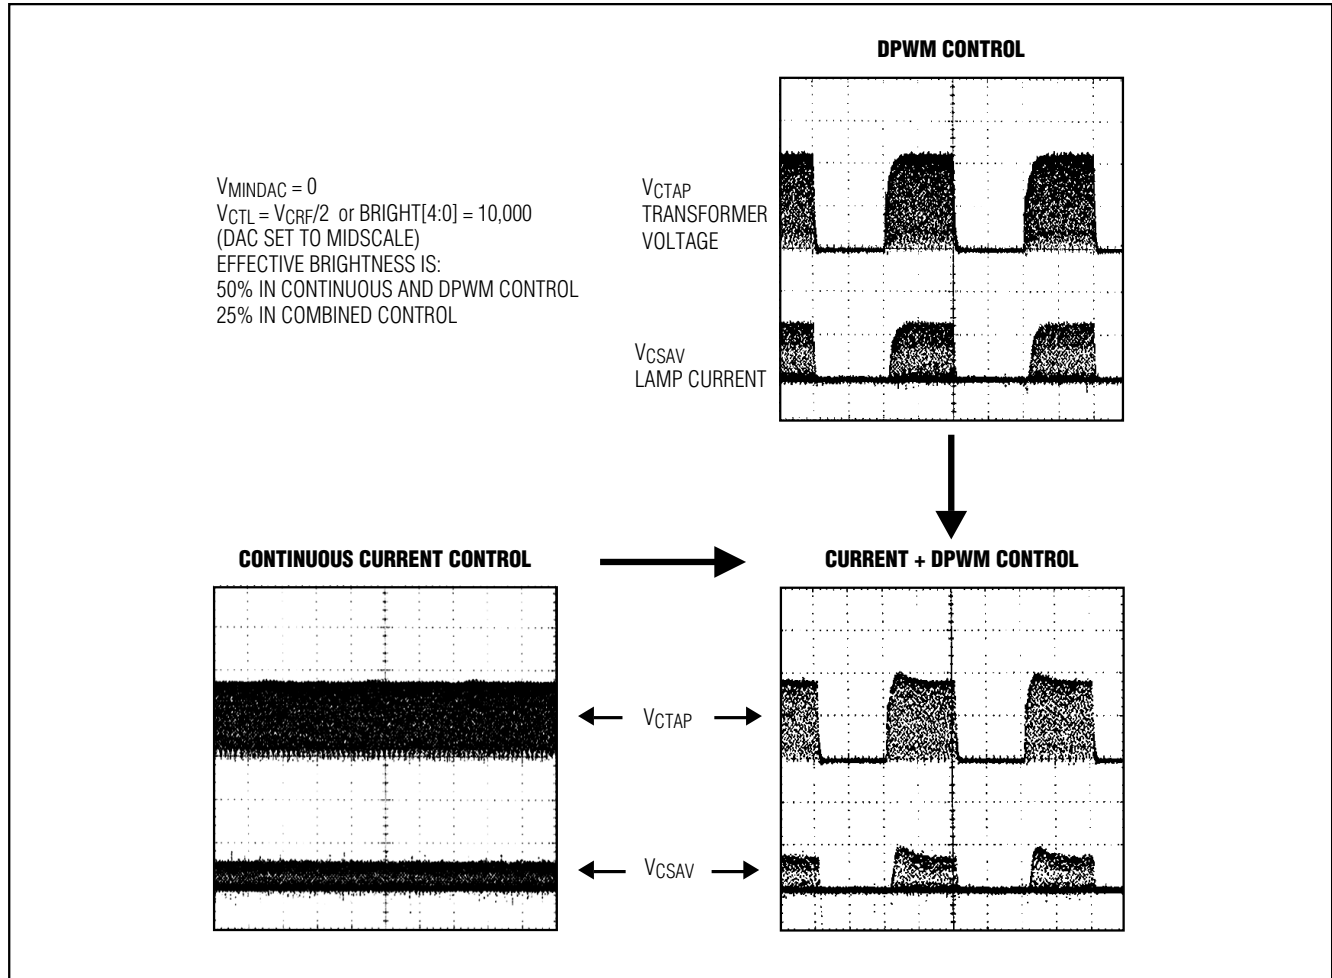 DPWM CONTROL
VMINDAC = 0
VCTL = VCRF/2 or BRIGHT[4:0] = 10,000
(DAC SET TO MIDSCALE)
EFFECTIVE BRIGHTNESS IS:
50% IN CONTINUOUS AND DPWM CONTROL
25% IN COMBINED CONTROL
VCTAP
TRANSFORMER
VOLTAGE
VCSAV
LAMP CURRENT
CONTINUOUS CURRENT CONTROL
CURRENT + DPWM CONTROL
VCTAP
VCSAV